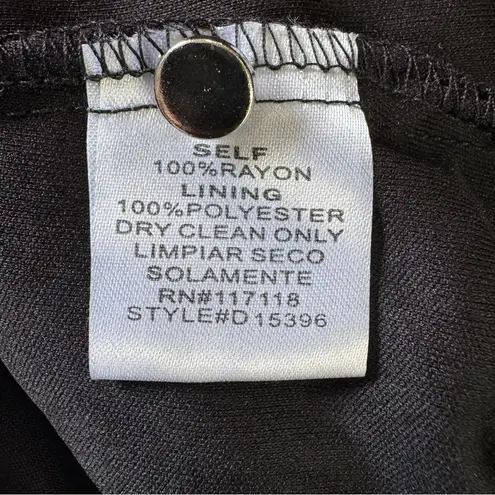 SELF
100%RAYON
LINING
100%POLYESTER
DRY CLEAN ONLY
LIMPIAR SECO
SOLAMENTE
RN#117118
STYLE#D15396